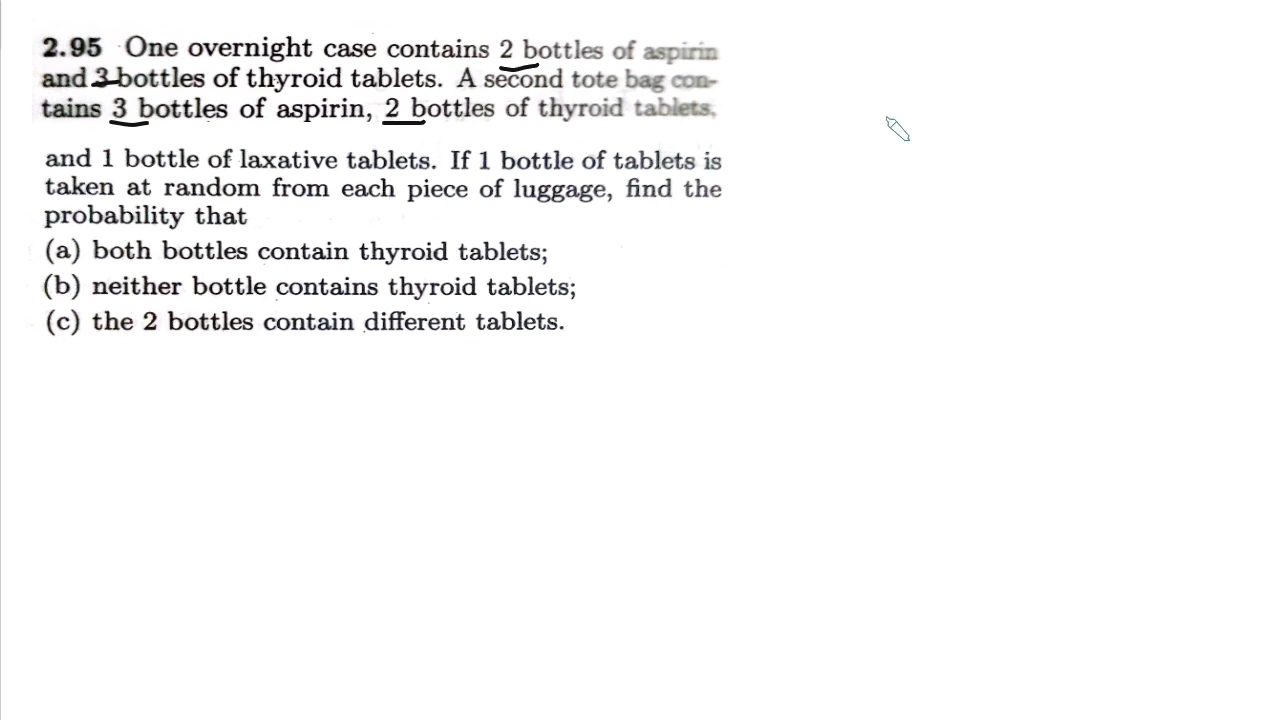 2.95 One overnight case contains 2 bottles of aspirin
and 3 bottles of thyroid tablets. A second tote bag con-
tains 3 bottles of aspirin, 2 bottles of thyroid tablets,
and 1 bottle of laxative tablets. If 1 bottle of tablets is
taken at random from each piece of luggage, find the
probability that
(a) both bottles contain thyroid tablets;
(b) neither bottle contains thyroid tablets;
(c) the 2 bottles contain different tablets.